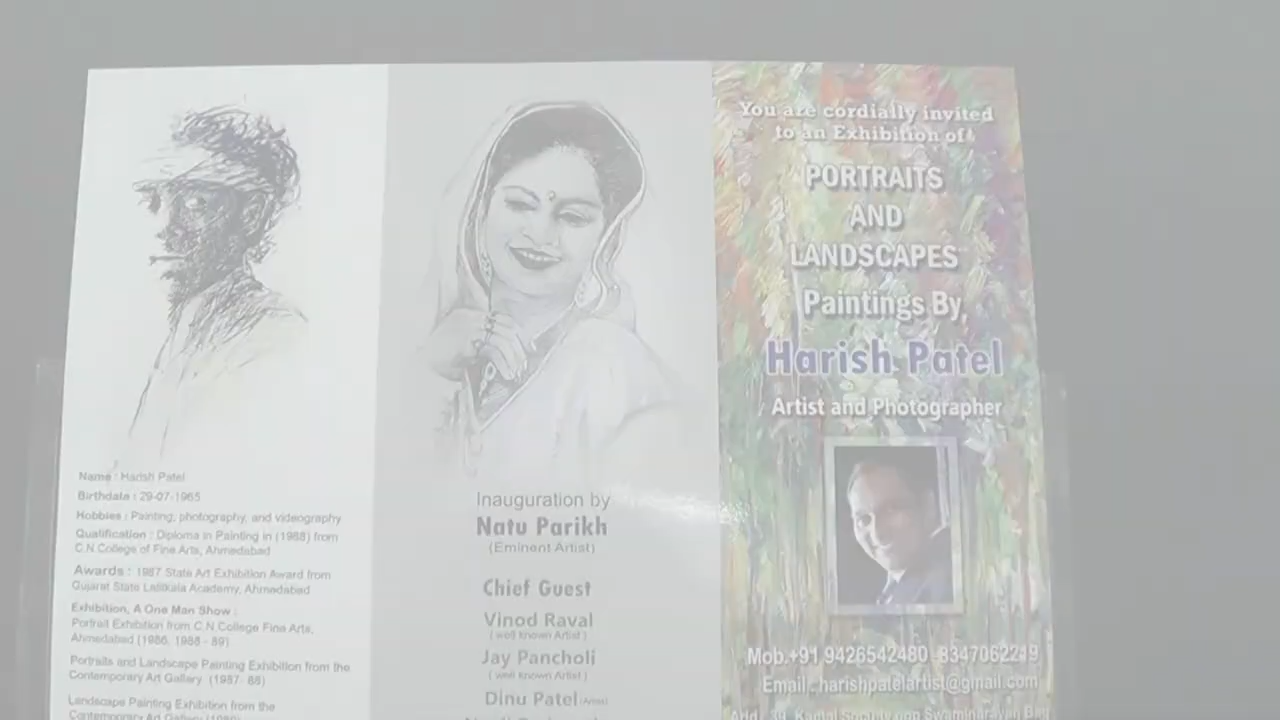 Name : Harish Patel
Birthdate : 29-07-1965
Hobbies : Painting, photography, and videography
Qualification : Diploma in Painting in (1988) from
C.N.College of Fine Arts, Ahmedabad
Awards : 1987 State Art Exhibition Award from
Gujarat State Lalitkala Academy, Ahmedabad
Exhibition, A One Man Show :
Portrait Exhibition from C.N.College Fine Arts,
Ahmedabad (1986, 1988 - 89)
Portraits and Landscape Painting Exhibition from the
Contemporary Art Gallery (1987- 88)
Landscape Painting Exhibition from the
Contemporary Art Gallery
Inauguration by
Natu Parikh
(Eminent Artist)
Chief Guest
Vinod Raval
( well known Artist )
Jay Pancholi
( well known Artist )
Dinu Patel (Artist)
You are cordially invited
to an Exhibition of
PORTRAITS
AND
LANDSCAPES
Paintings By,
Harish Patel
Artist and Photographer
Mob.+91 9426542480 8347062219
Email: harishpatelartist@gmail.com